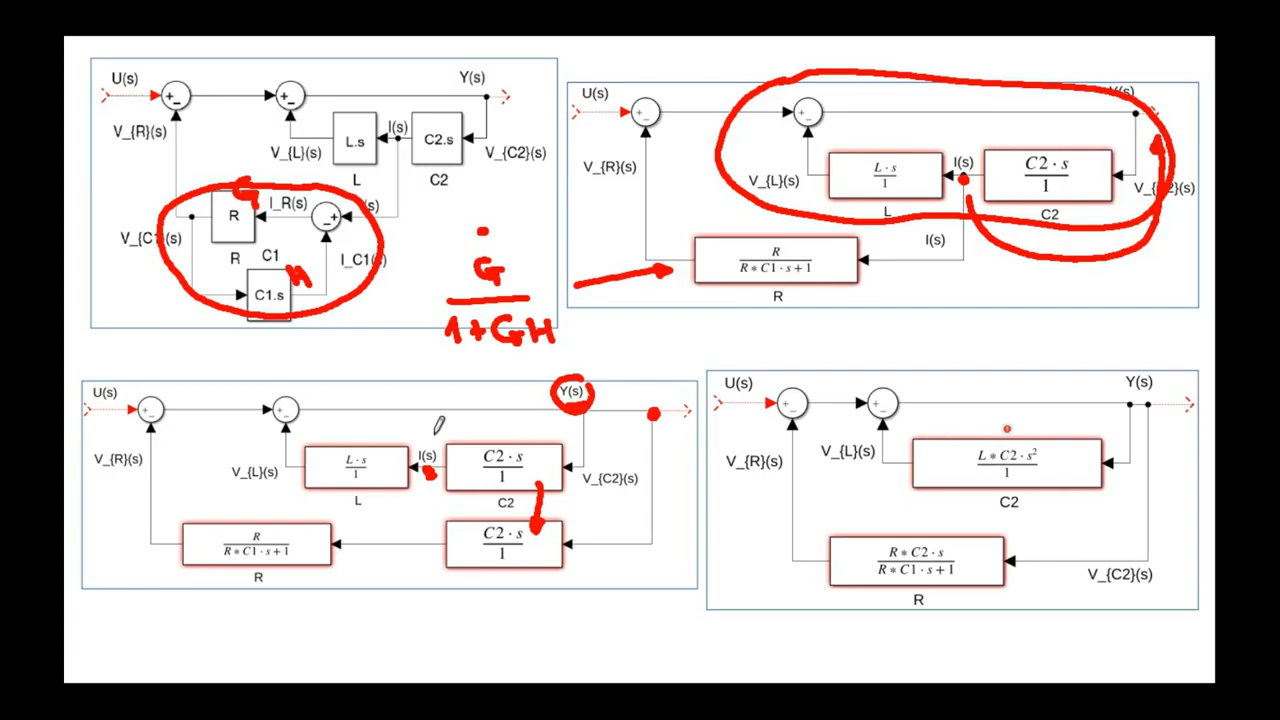 U(s)
+_
+_
Y(s)
V_{R}(s)
V_{L}(s)
L.s
I(s)
C2.s
V_{C2}(s)
L
C2
G
R
I_R(s)
_+
(s)
V_{C1}(s)
R
C1
I_C1(s)
C1.s
H
G
1+GH
U(s)
+_
+_
Y(s)
V_{R}(s)
V_{L}(s)
L · s
1
I(s)
C2 · s
1
V_{C2}(s)
L
C2
I(s)
R
R * C1 · s + 1
R
U(s)
+_
+_
Y(s)
V_{R}(s)
V_{L}(s)
L · s
1
I(s)
C2 · s
1
V_{C2}(s)
L
C2
R
R * C1 · s + 1
C2 · s
1
R
U(s)
+_
+_
Y(s)
V_{R}(s)
V_{L}(s)
L * C2 · s²
1
C2
R * C2 · s
R * C1 · s + 1
V_{C2}(s)
R